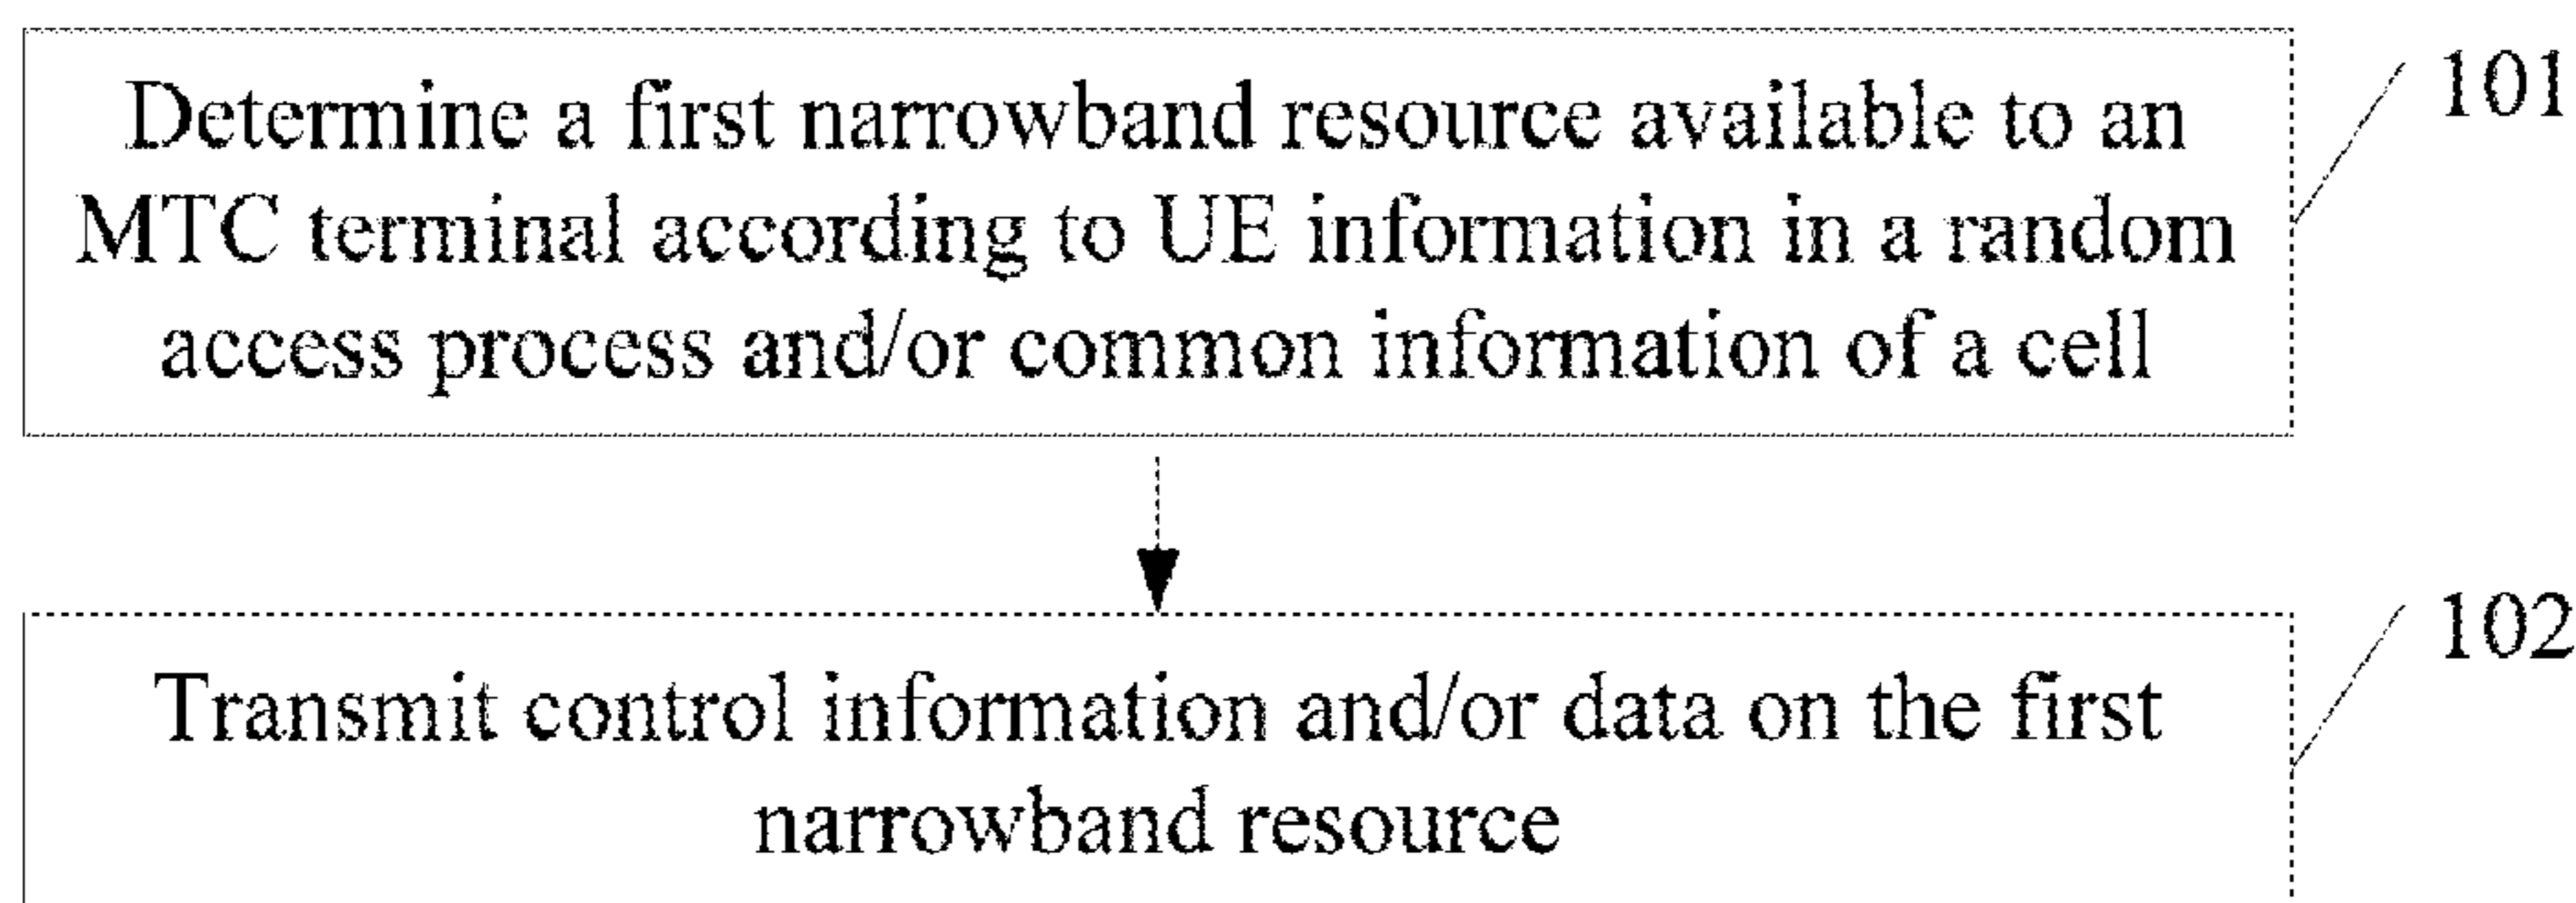 Determine a first narrowband resource available to an
MTC terminal according to UE information in a random
access process and/or common information of a cell
101
Transmit control information and/or data on the first
narrowband resource
102